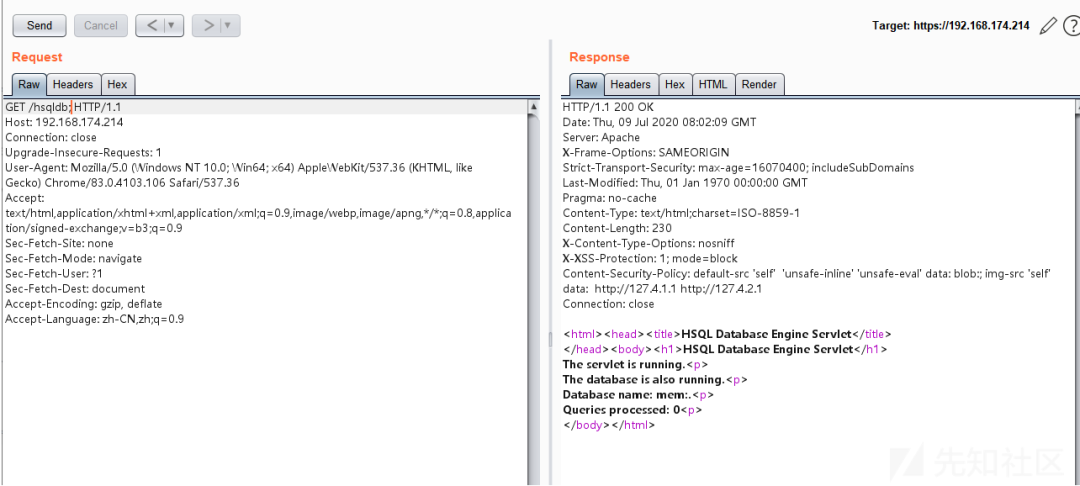 Send
Cancel
<
>
Target: https://192.168.174.214
?
Request
Raw
Headers
Hex
GET /hsqldb; HTTP/1.1
Host: 192.168.174.214
Connection: close
Upgrade-Insecure-Requests: 1
User-Agent: Mozilla/5.0 (Windows NT 10.0; Win64; x64) AppleWebKit/537.36 (KHTML, like
Gecko) Chrome/83.0.4103.106 Safari/537.36
Accept:
text/html,application/xhtml+xml,application/xml;q=0.9,image/webp,image/apng,*/*;q=0.8,applica
tion/signed-exchange;v=b3;q=0.9
Sec-Fetch-Site: none
Sec-Fetch-Mode: navigate
Sec-Fetch-User: ?1
Sec-Fetch-Dest: document
Accept-Encoding: gzip, deflate
Accept-Language: zh-CN,zh;q=0.9
Response
Raw
Headers
Hex
HTML
Render
HTTP/1.1 200 OK
Date: Thu, 09 Jul 2020 08:02:09 GMT
Server: Apache
X-Frame-Options: SAMEORIGIN
Strict-Transport-Security: max-age=16070400; includeSubDomains
Last-Modified: Thu, 01 Jan 1970 00:00:00 GMT
Pragma: no-cache
Content-Type: text/html;charset=ISO-8859-1
Content-Length: 230
X-Content-Type-Options: nosniff
X-XSS-Protection: 1; mode=block
Content-Security-Policy: default-src 'self'  'unsafe-inline' 'unsafe-eval' data: blob:; img-src 'self'
data:  http://127.4.1.1 http://127.4.2.1
Connection: close
<html><head><title>HSQL Database Engine Servlet</title>
</head><body><h1>HSQL Database Engine Servlet</h1>
The servlet is running.<p>
The database is also running.<p>
Database name: mem:.<p>
Queries processed: 0<p>
</body></html>
先知社区